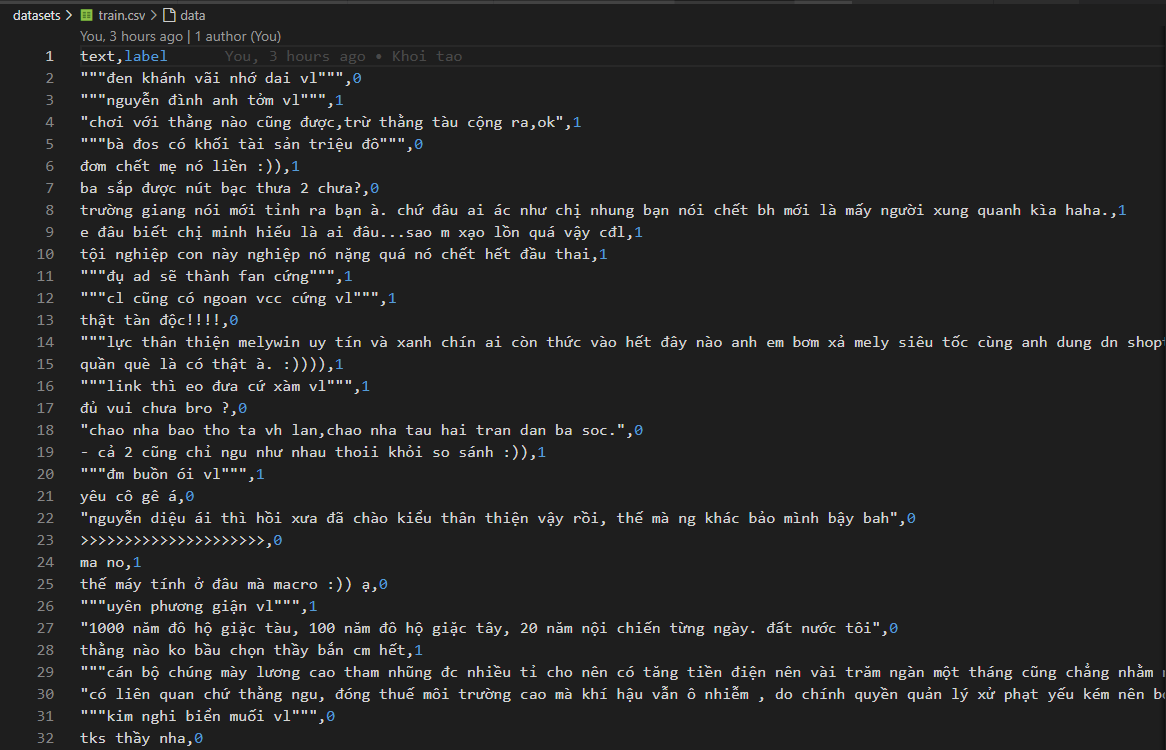 datasets > train.csv > data
You, 3 hours ago | 1 author (You)
1 text,label You, 3 hours ago • Khoi tao
2 """đen khánh vãi nhớ dai vl""",0
3 """nguyễn đình anh tởm vl""",1
4 "chơi với thằng nào cũng được,trừ thằng tàu cộng ra,ok",1
5 """bà đos có khối tài sản triệu đô""",0
6 đơm chết mẹ nó liền :)),1
7 ba sắp được nút bạc thưa 2 chưa?,0
8 trường giang nói mới tỉnh ra bạn à. chứ đâu ai ác như chị nhung bạn nói chết bh mới là mấy người xung quanh kìa haha.,1
9 e đâu biết chị minh hiếu là ai đâu...sao m xạo lồn quá vậy cđl,1
10 tội nghiệp con này nghiệp nó nặng quá nó chết hết đầu thai,1
11 """đụ ad sẽ thành fan cứng""",1
12 """cl cũng có ngoan vcc cứng vl""",1
13 thật tàn độc!!!!,0
14 """lực thân thiện melywin uy tín và xanh chín ai còn thức vào hết đây nào anh em bơm xả mely siêu tốc cùng anh dung dn shop
15 quần què là có thật à. :)))),1
16 """link thì eo đưa cứ xàm vl""",1
17 đủ vui chưa bro ?,0
18 "chao nha bao tho ta vh lan,chao nha tau hai tran dan ba soc.",0
19 - cả 2 cũng chỉ ngu như nhau thoii khỏi so sánh :)),1
20 """đm buồn ói vl""",1
21 yêu cô gê á,0
22 "nguyễn diệu ái thì hồi xưa đã chào kiểu thân thiện vậy rồi, thế mà ng khác bảo mình bậy bah",0
23 >>>>>>>>>>>>>>>>>>>>>,0
24 ma no,1
25 thế máy tính ở đâu mà macro :)) ạ,0
26 """uyên phương giận vl""",1
27 "1000 năm đô hộ giặc tàu, 100 năm đô hộ giặc tây, 20 năm nội chiến từng ngày. đất nước tôi",0
28 thằng nào ko bầu chọn thầy bắn cm hết,1
29 """cán bộ chúng mày lương cao tham nhũng đc nhiều tỉ cho nên có tăng tiền điện nên vài trăm ngàn một tháng cũng chẳng nhằm
30 "có liên quan chứ thằng ngu, đóng thuế môi trường cao mà khí hậu vẫn ô nhiễm , do chính quyền quản lý xử phạt yếu kém nên
31 """kim nghi biển muối vl""",0
32 tks thầy nha,0